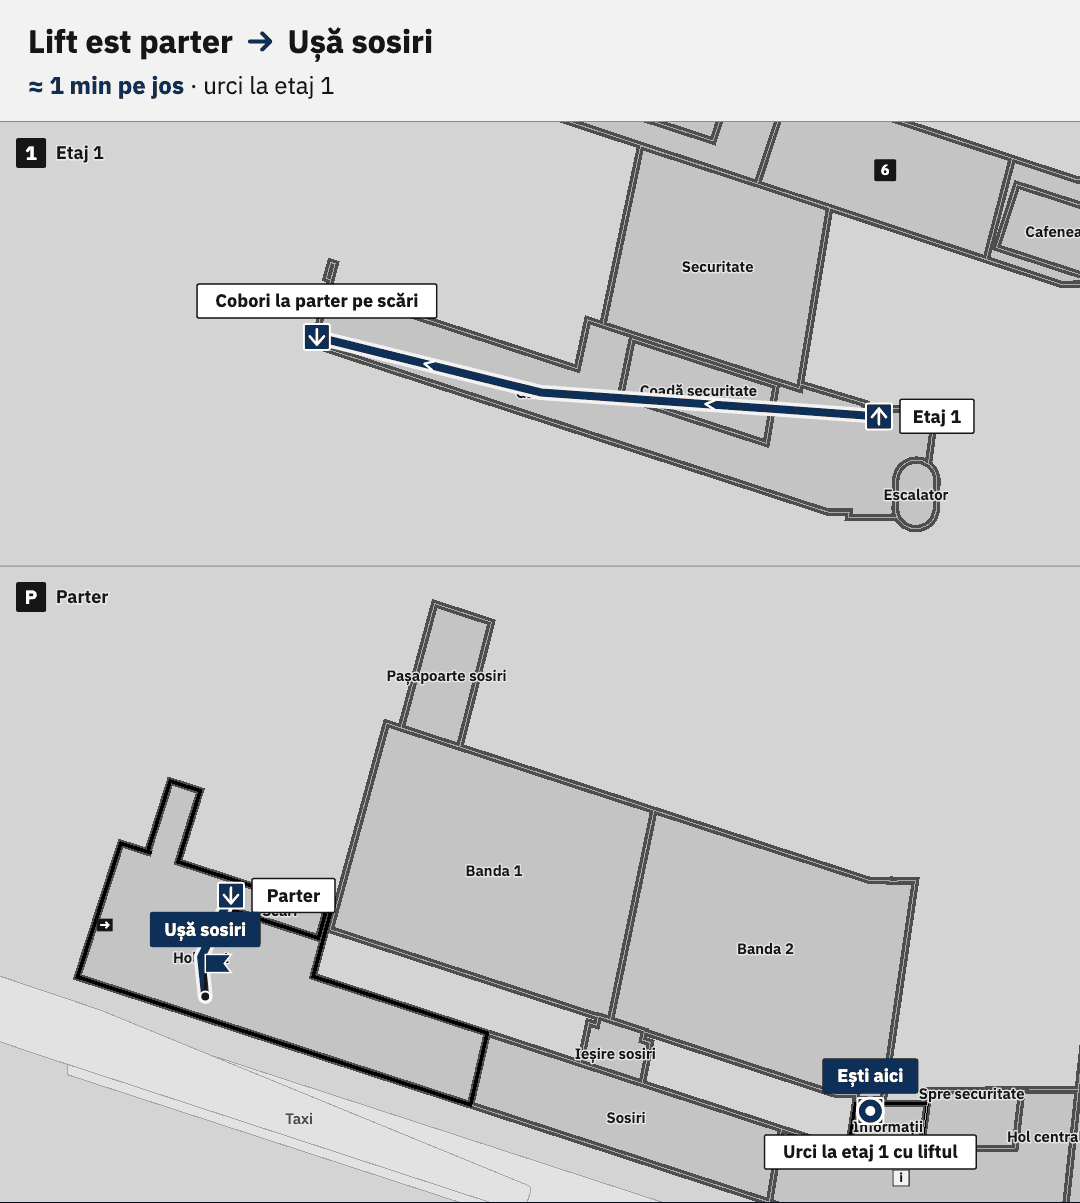 Lift est parter → Ușă sosiri
≈ 1 min pe jos · urci la etaj 1
1 Etaj 1
6
Cafenea
Securitate
Cobori la parter pe scări
Coadă securitate
Etaj 1
Escalator
P Parter
Pașapoarte sosiri
Banda 1
Parter
Scări
Ușă sosiri
Banda 2
Ieșire sosiri
Ești aici
Spre securitate
Informații
Sosiri
Taxi
Hol central
Urci la etaj 1 cu liftul
i